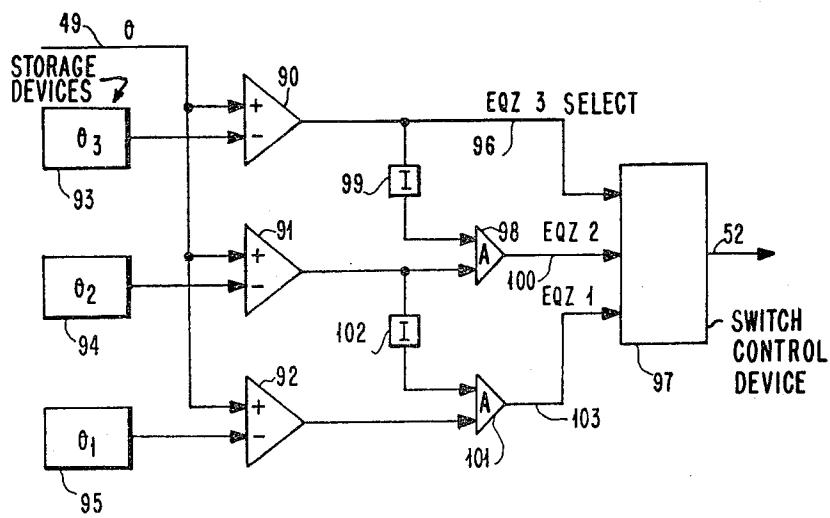 49 θ
STORAGE
DEVICES
90
+
-
θ3
93
EQZ 3 SELECT
96
99
I
91
+
-
θ2
94
98
A
EQZ 2
100
52
102
I
EQZ 1
SWITCH
CONTROL
DEVICE
97
92
+
-
θ1
95
A
101
103